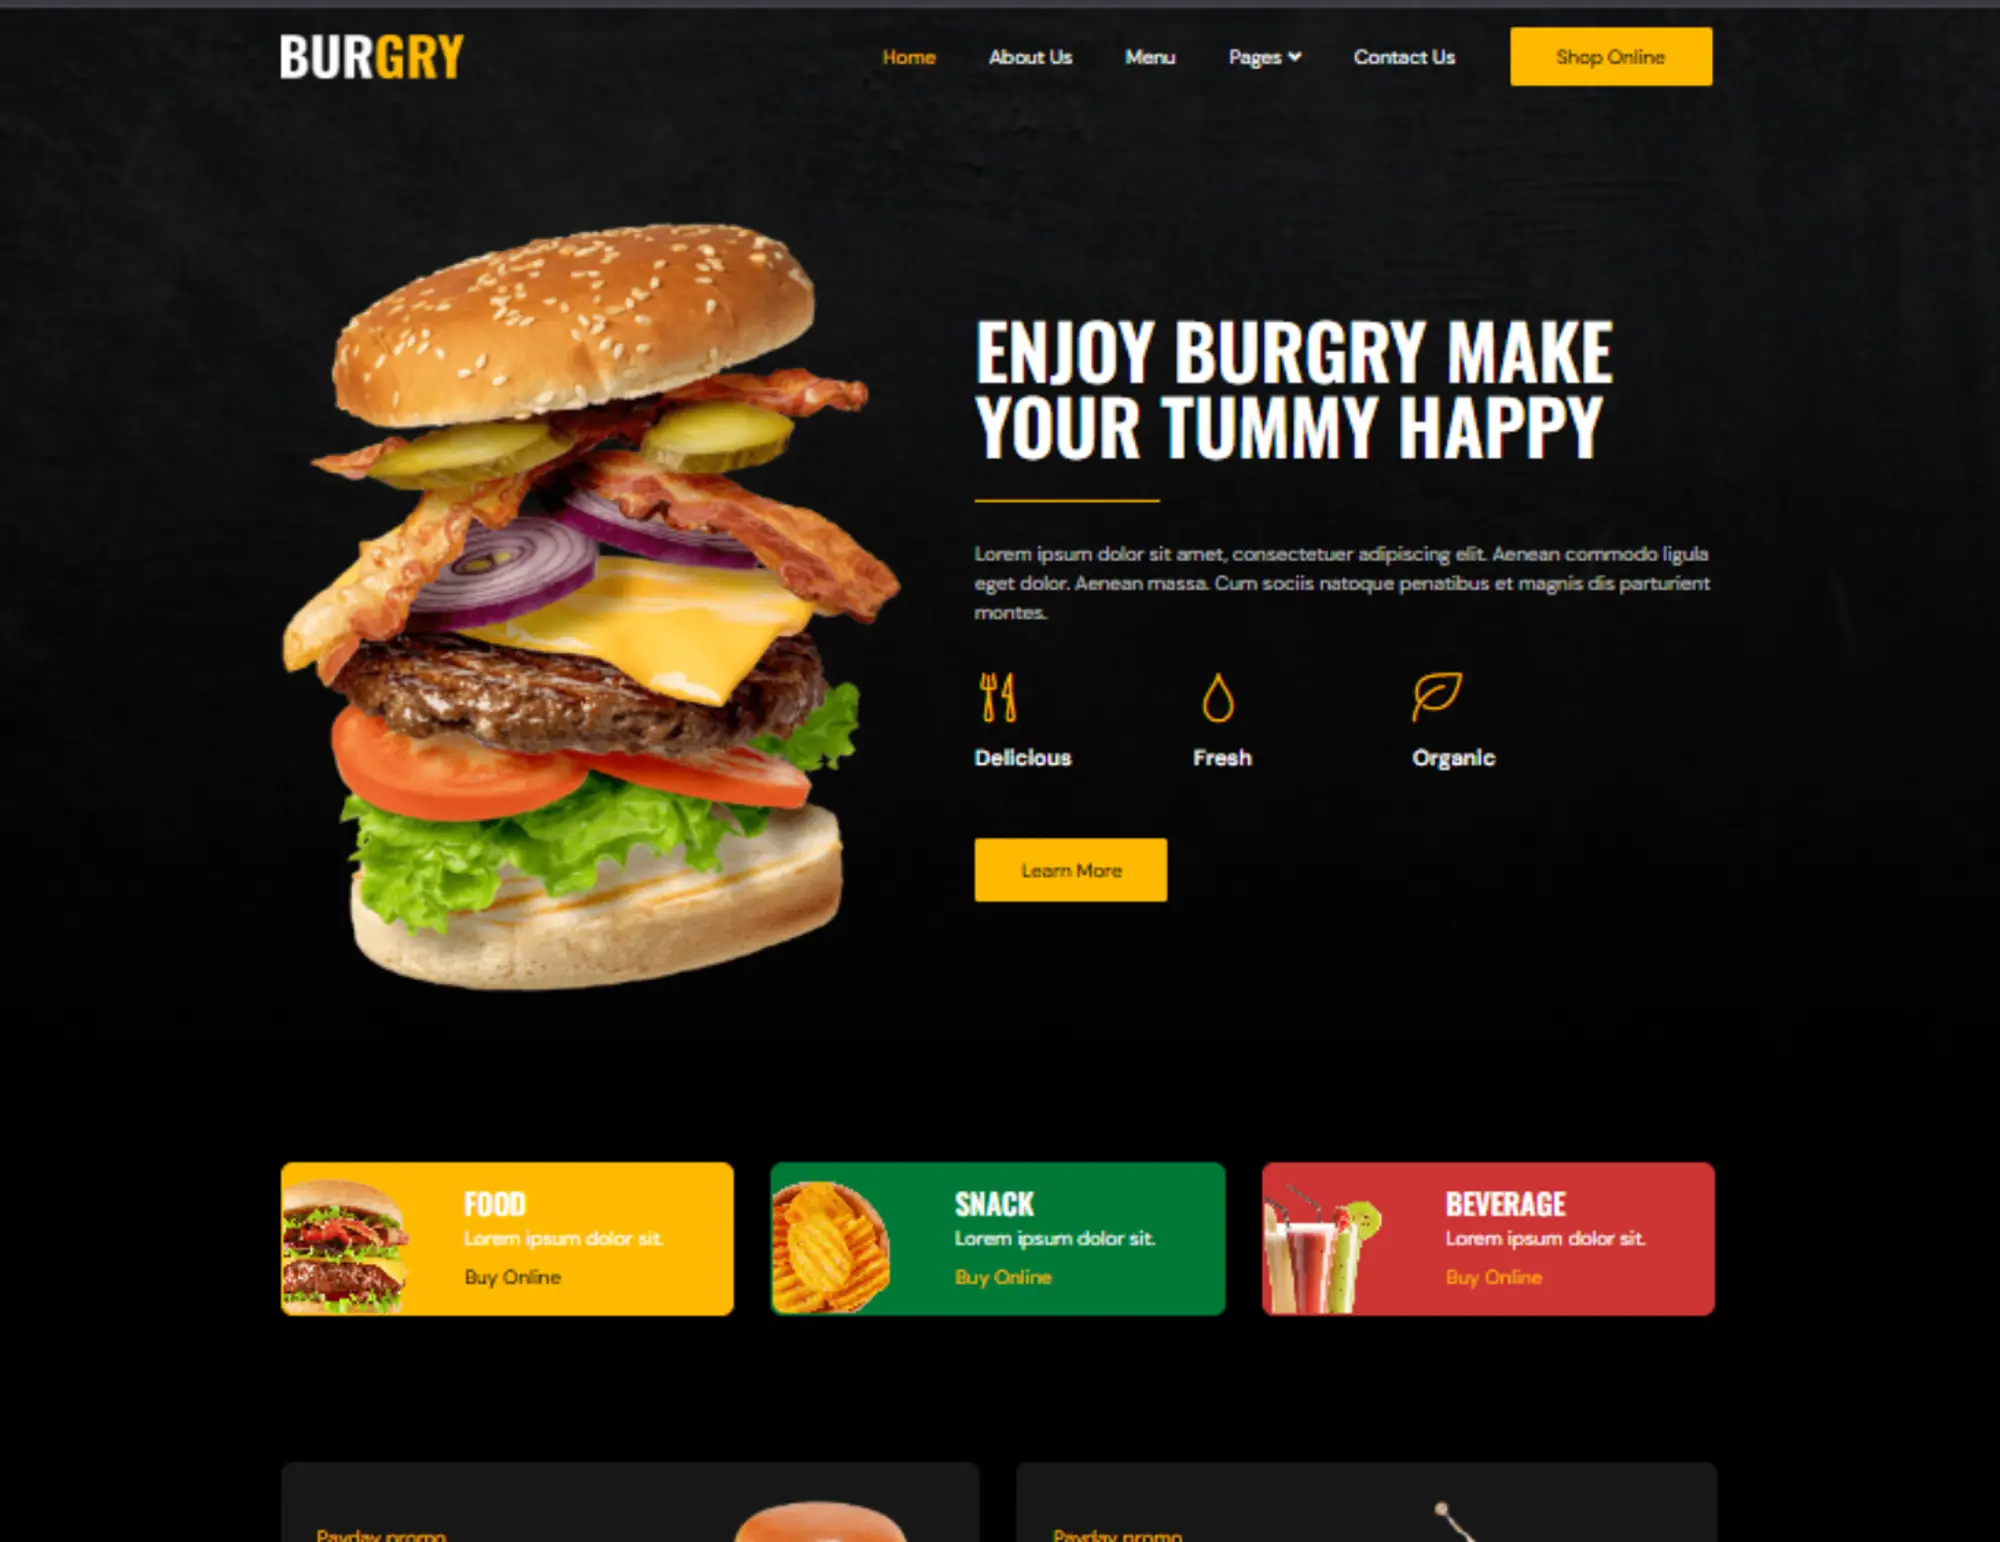 BURGRY
Home About Us Menu Pages Contact Us Shop Online
ENJOY BURGRY MAKE
YOUR TUMMY HAPPY
Lorem ipsum dolor sit amet, consectetuer adipiscing elit. Aenean commodo ligula
eget dolor. Aenean massa. Cum sociis natoque penatibus et magnis dis parturient
montes.
Delicious Fresh Organic
Learn More
FOOD
Lorem ipsum dolor sit.
Buy Online
SNACK
Lorem ipsum dolor sit.
Buy Online
BEVERAGE
Lorem ipsum dolor sit.
Buy Online
Payday promo
Payday promo